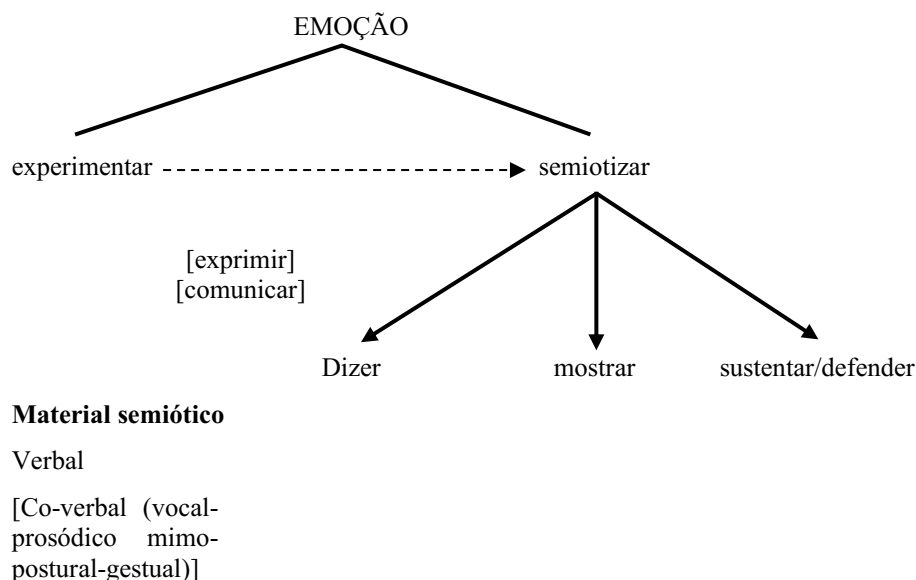 EMOÇÃO
experimentar semiotizar
[exprimir]
[comunicar]
Dizer mostrar sustentar/defender
Material semiótico
Verbal
[Co-verbal (vocal-
prosódico mimo-
postural-gestual)]